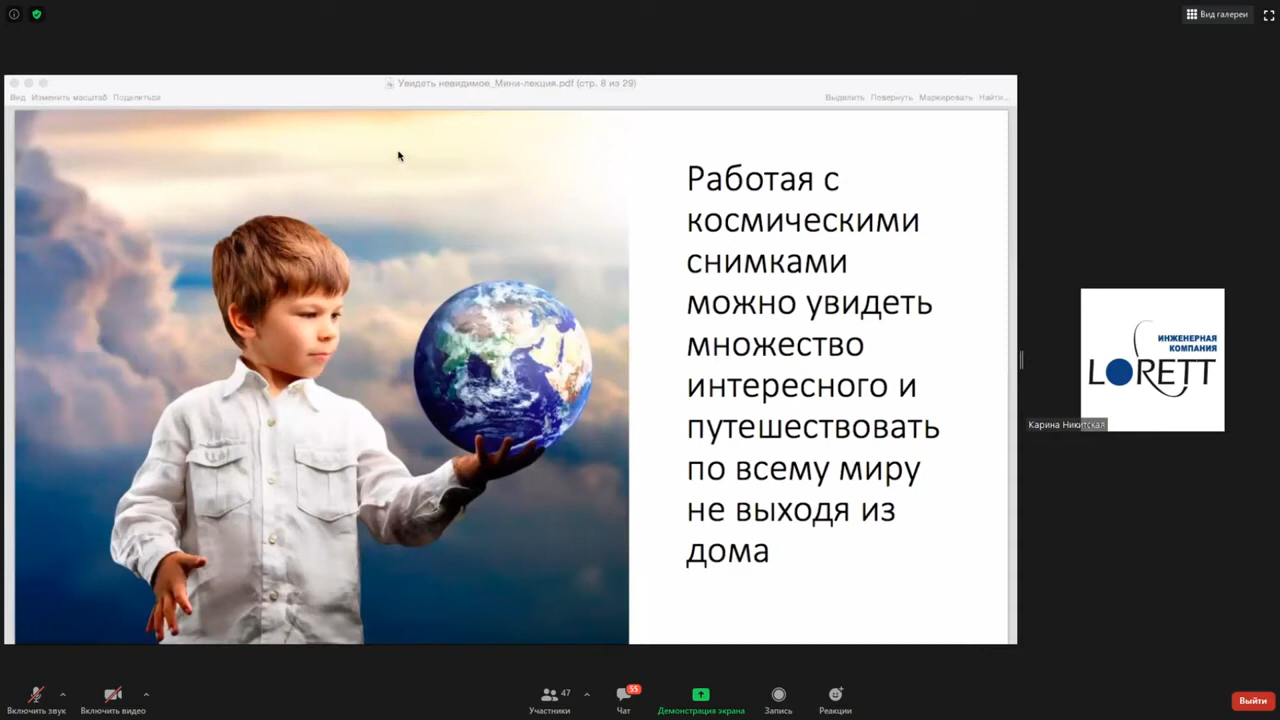 Вид галереи
Увидеть невидимое_Мини-лекция.pdf (стр. 8 из 29)
Вид Изменить масштаб Поделиться
Выделить Повернуть Маркировать Найти...
Работая с
космическими
снимками
можно увидеть
множество
интересного и
путешествовать
по всему миру
не выходя из
дома
ИНЖЕНЕРНАЯ
КОМПАНИЯ
LORETT
Карина Никитская
Включить звук
Включить видео
47
Участники
55
Чат
Демонстрация экрана
Запись
Реакции
Выйти